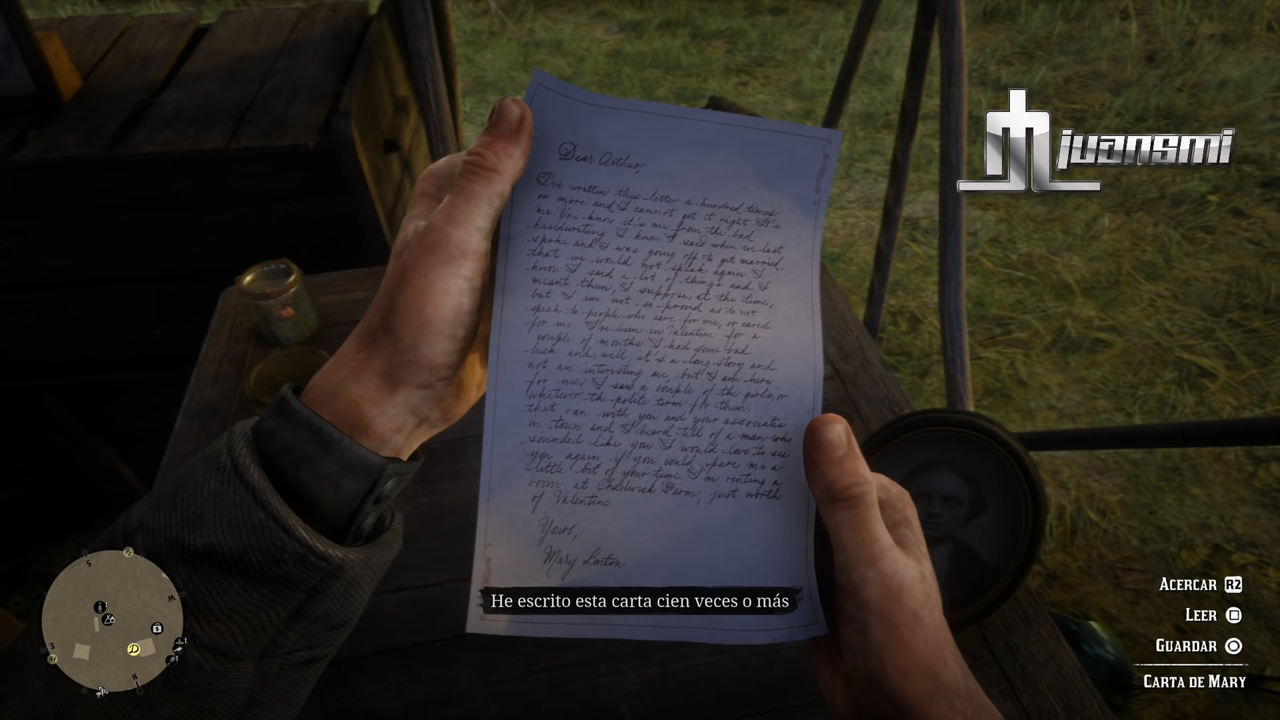 Dear Arthur,
I've written this letter a hundred times
or more and I cannot get it right. It's
me. You know it's me from the bad
handwriting. I know I said when we last
spoke and I was going off to get married,
that we would not speak again. I
know I said a lot of things and I
meant them, I suppose, at the time,
but I am not so proud as to not
speak to people who care for me, or cared
for me. I've been in Valentine for a
couple of months. I had some bad
luck and, well, it's a long story and
not an interesting one, but I am here
for now. I saw a couple of the girls, or
whatever the polite term for them,
that ran with you and your associates
in town and I heard tell of a man who
sounded like you. I would love to see
you again if you could spare me a
little bit of your time. I'm renting a
room at Chadwick Farm, just north
of Valentine.
Yours,
Mary Linton
He escrito esta carta cien veces o más
juansmi
ACERCAR R2
LEER
GUARDAR
CARTA DE MARY